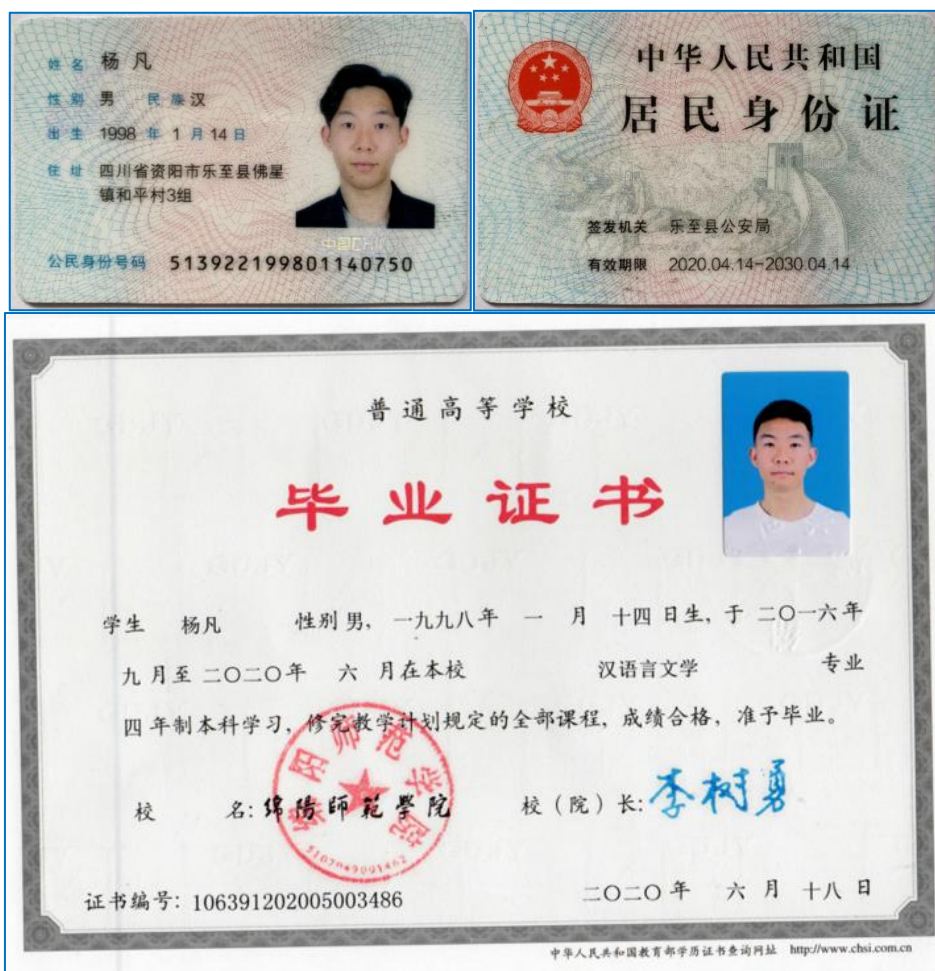 姓名 杨凡
性别 男 民族 汉
出生 1998 年 1 月 14 日
住址 四川省资阳市乐至县佛星
镇和平村3组
公民身份号码 513922199801140750
中华人民共和国
居民身份证
签发机关 乐至县公安局
有效期限 2020.04.14-2030.04.14
普通高等学校
毕业证书
学生 杨凡 性别 男, 一九九八年 一 月 十四 日生, 于 二〇一六年
九 月至 二〇二〇年 六 月在本校 汉语言文学 专业
四 年制本科学习, 修完教学计划规定的全部课程, 成绩合格, 准予毕业。
校 名: 绵陽師範學院 校(院)长: 李树勇
绵阳师范学院
证书编号: 106391202005003486 二〇二〇年 六 月 十八 日
中华人民共和国教育部学历证书查询网址 http://www.chsi.com.cn